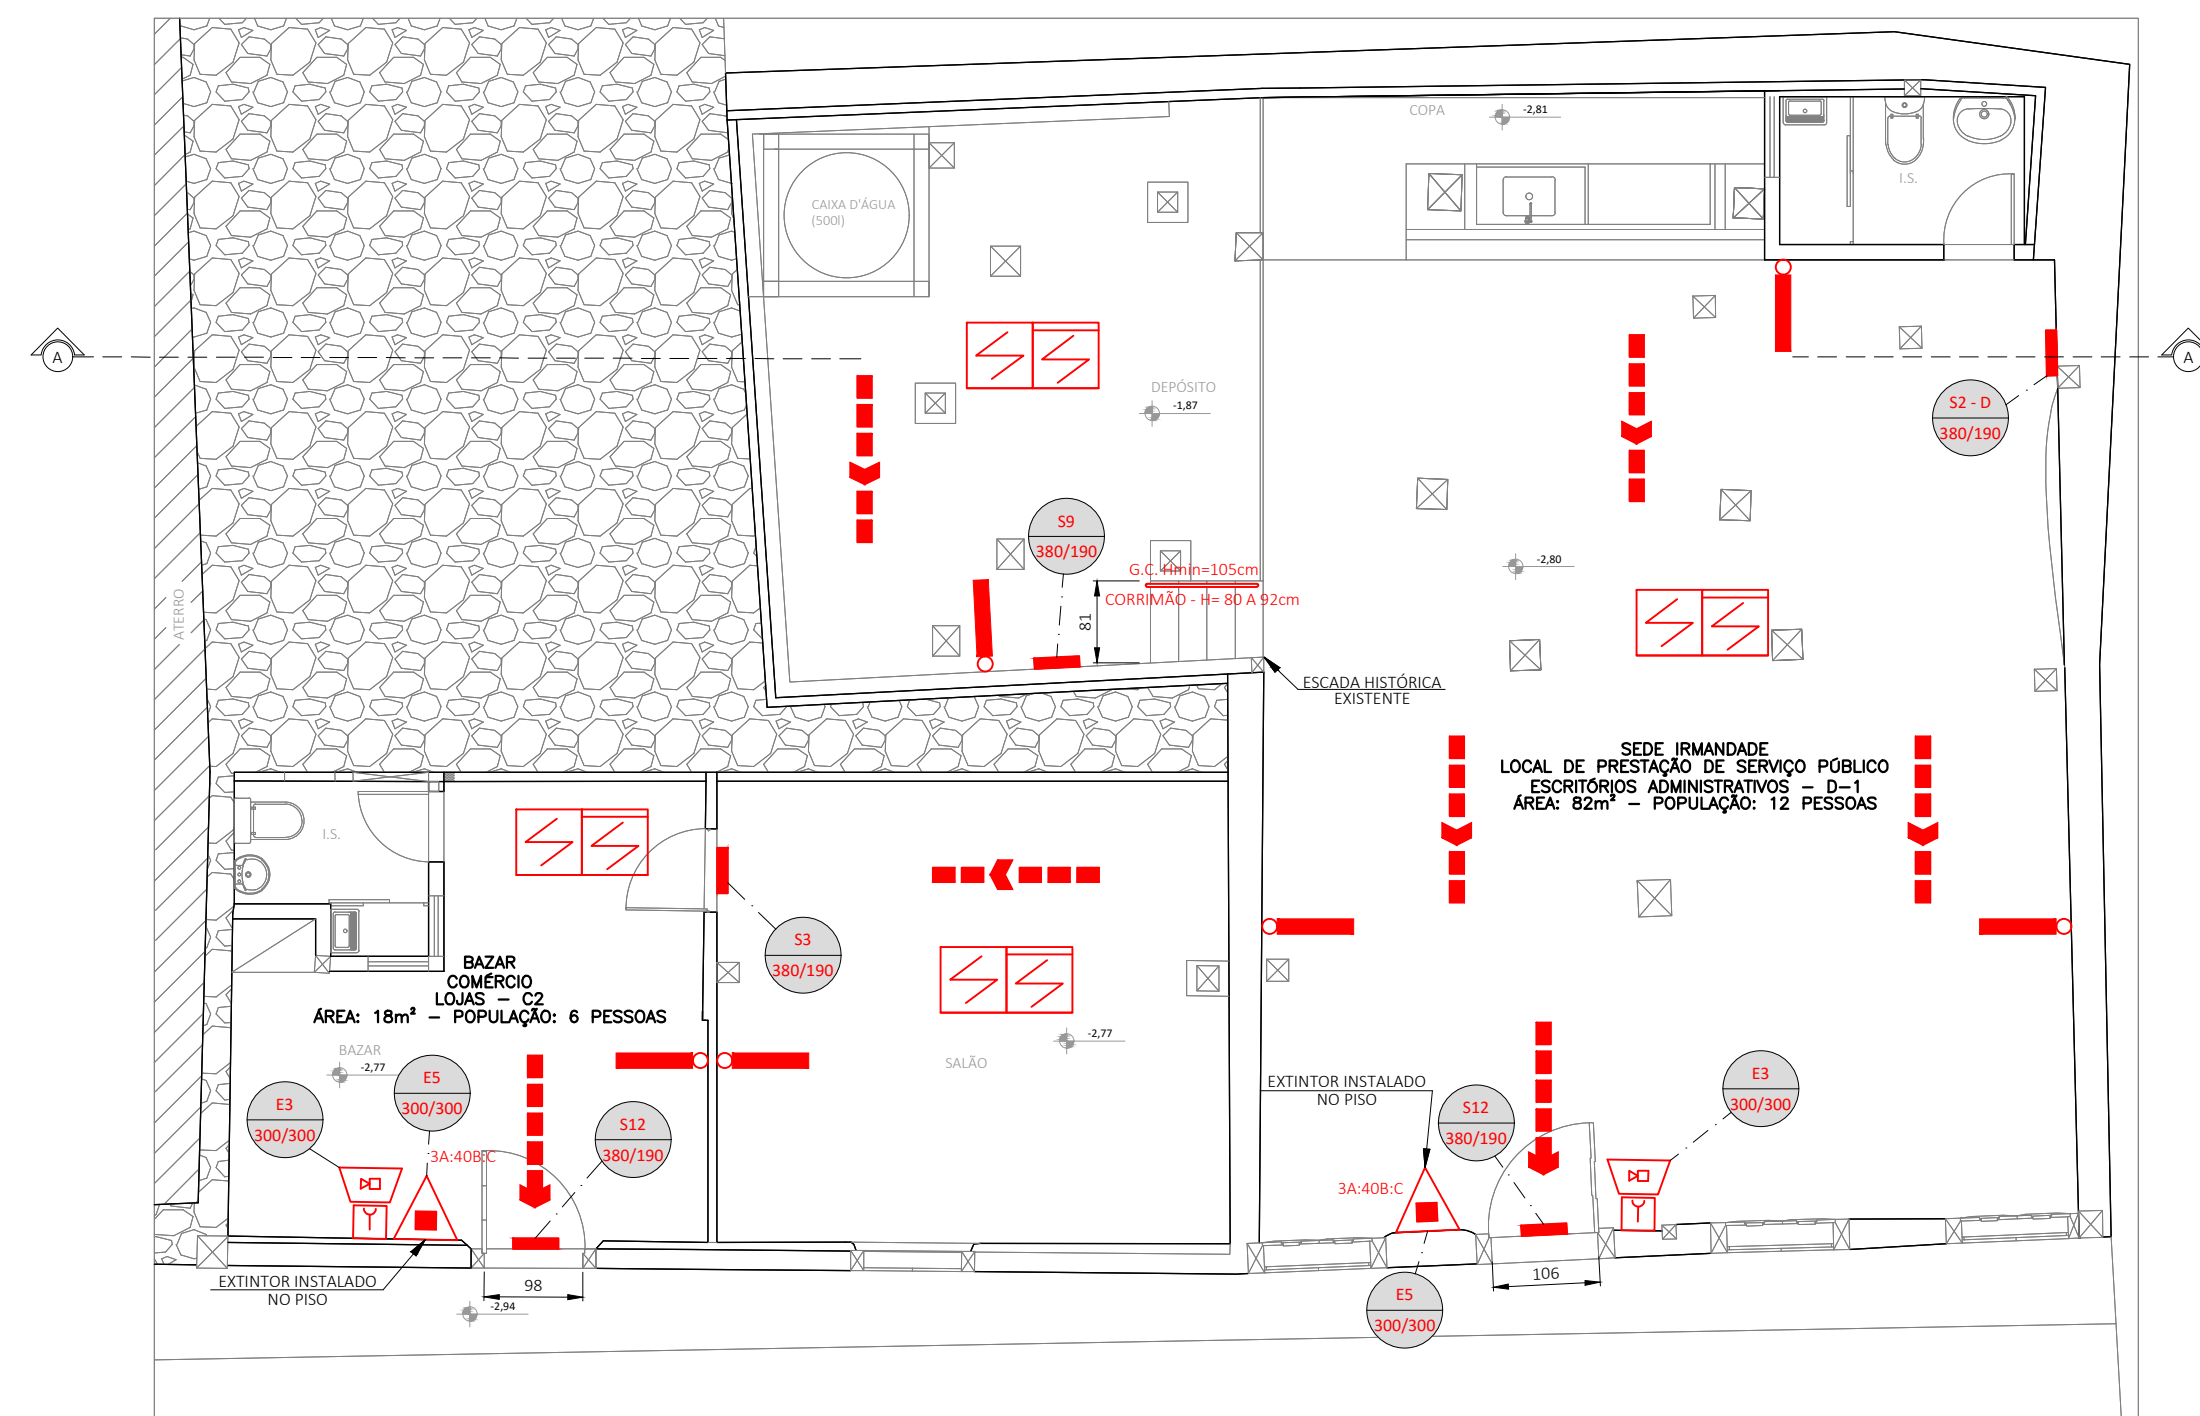 COPA
-2,81
CAIXA D'ÁGUA
(500l)
I.S.
A
A
DEPÓSITO
-1,87
S2 - D
380/190
S9
380/190
G.C. Hmin=105cm
CORRIMÃO - H= 80 A 92cm
81
-2,80
ATERRO
ESCADA HISTÓRICA
EXISTENTE
SEDE IRMANDADE
LOCAL DE PRESTAÇÃO DE SERVIÇO PÚBLICO
ESCRITÓRIOS ADMINISTRATIVOS - D-1
ÁREA: 82m² - POPULAÇÃO: 12 PESSOAS
I.S.
S3
380/190
BAZAR
COMÉRCIO
LOJAS - C2
ÁREA: 18m² - POPULAÇÃO: 6 PESSOAS
BAZAR
-2,77
SALÃO
-2,77
E3
300/300
E5
300/300
3A:40B:C
S12
380/190
EXTINTOR INSTALADO
NO PISO
S12
380/190
E3
300/300
3A:40B:C
EXTINTOR INSTALADO
NO PISO
98
-2,94
E5
300/300
106